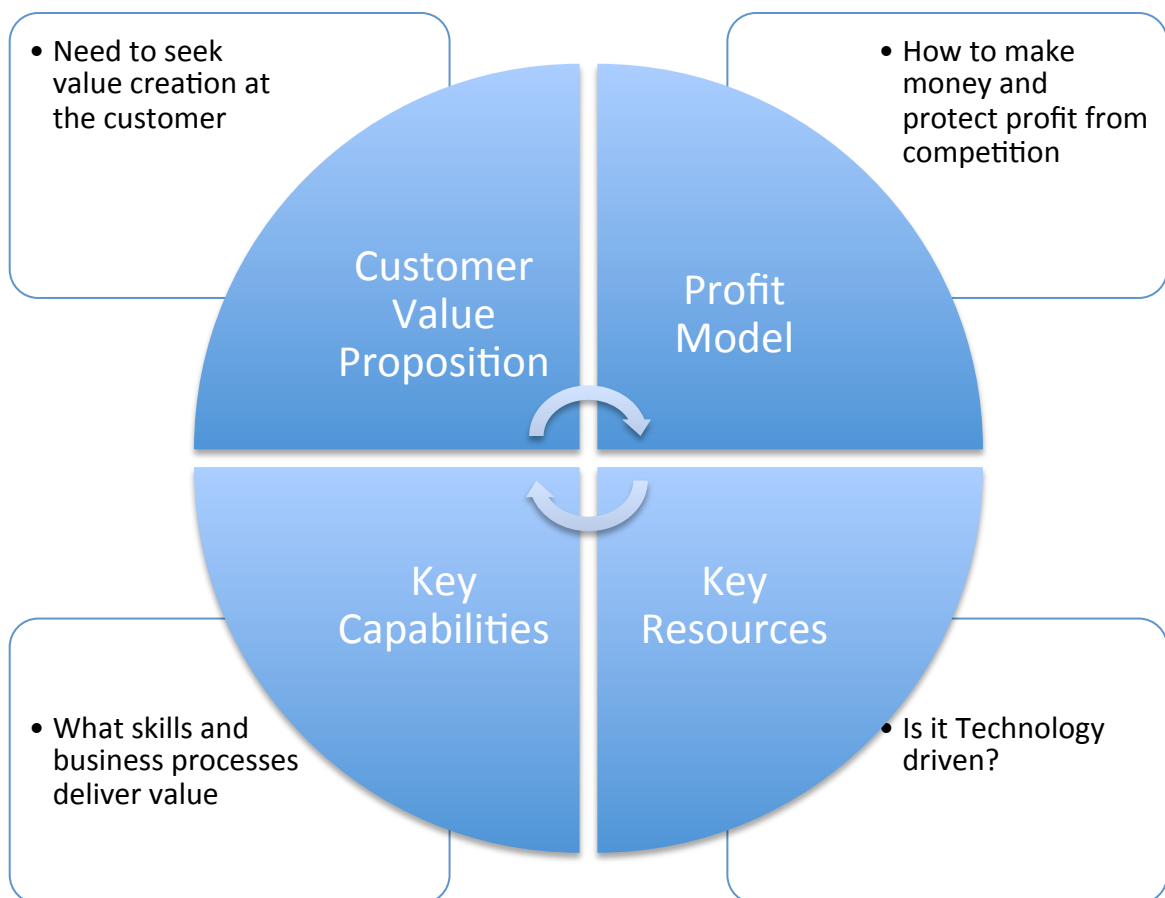 • Need to seek
value creation at
the customer
• How to make
money and
protect profit from
competition
Customer
Value
Proposition
Profit
Model
Key
Capabilities
Key
Resources
• What skills and
business processes
deliver value
• Is it Technology
driven?